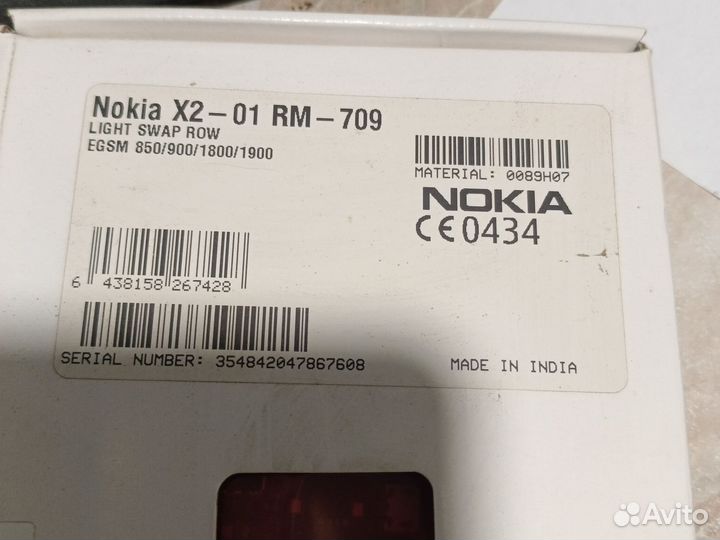 Nokia X2-01 RM-709
LIGHT SWAP ROW
EGSM 850/900/1800/1900
MATERIAL: 0089H07
NOKIA
CE0434
6 438158 267428
SERIAL NUMBER: 354842047867608
MADE IN INDIA
Avito